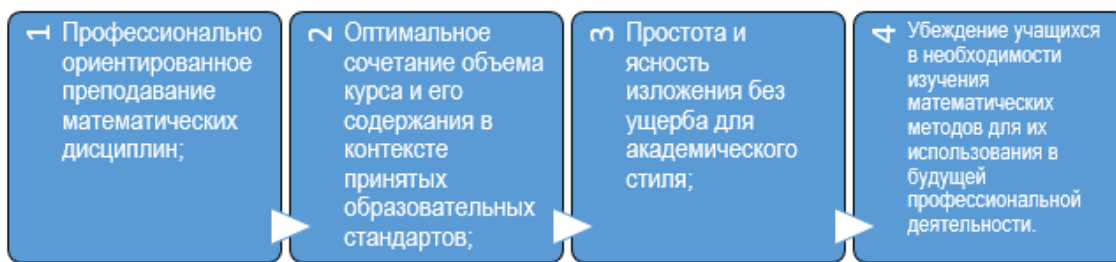 1
Профессионально
ориентированное
преподавание
математических
дисциплин;
2
Оптимальное
сочетание объема
курса и его
содержания в
контексте
принятых
образовательных
стандартов;
3
Простота и
ясность
изложения без
ущерба для
академического
стиля;
4
Убеждение учащихся
в необходимости
изучения
математических
методов для их
использования в
будущей
профессиональной
деятельности.